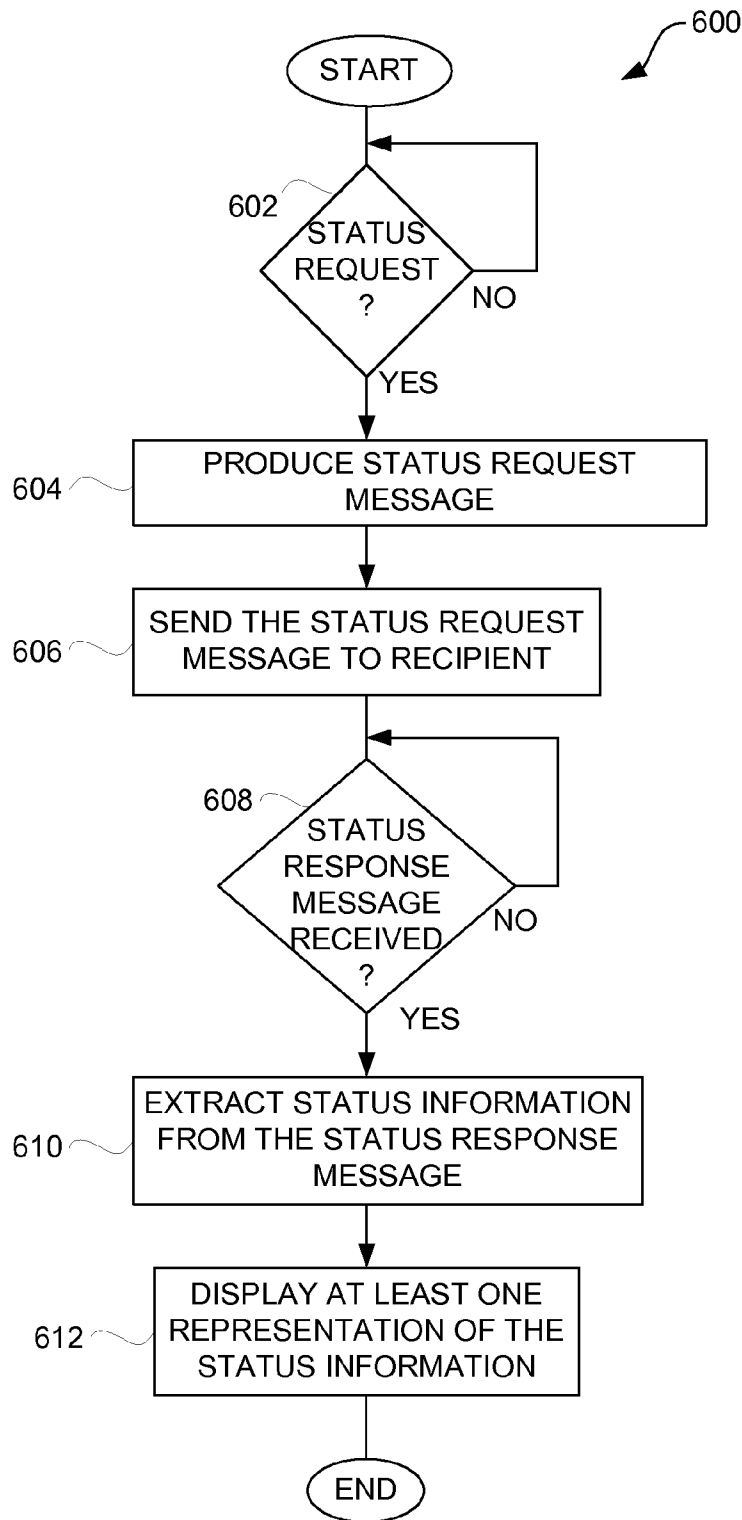 600
START
602
STATUS
REQUEST
?
NO
YES
604
PRODUCE STATUS REQUEST
MESSAGE
606
SEND THE STATUS REQUEST
MESSAGE TO RECIPIENT
608
STATUS
RESPONSE
MESSAGE
RECEIVED
?
NO
YES
610
EXTRACT STATUS INFORMATION
FROM THE STATUS RESPONSE
MESSAGE
612
DISPLAY AT LEAST ONE
REPRESENTATION OF THE
STATUS INFORMATION
END